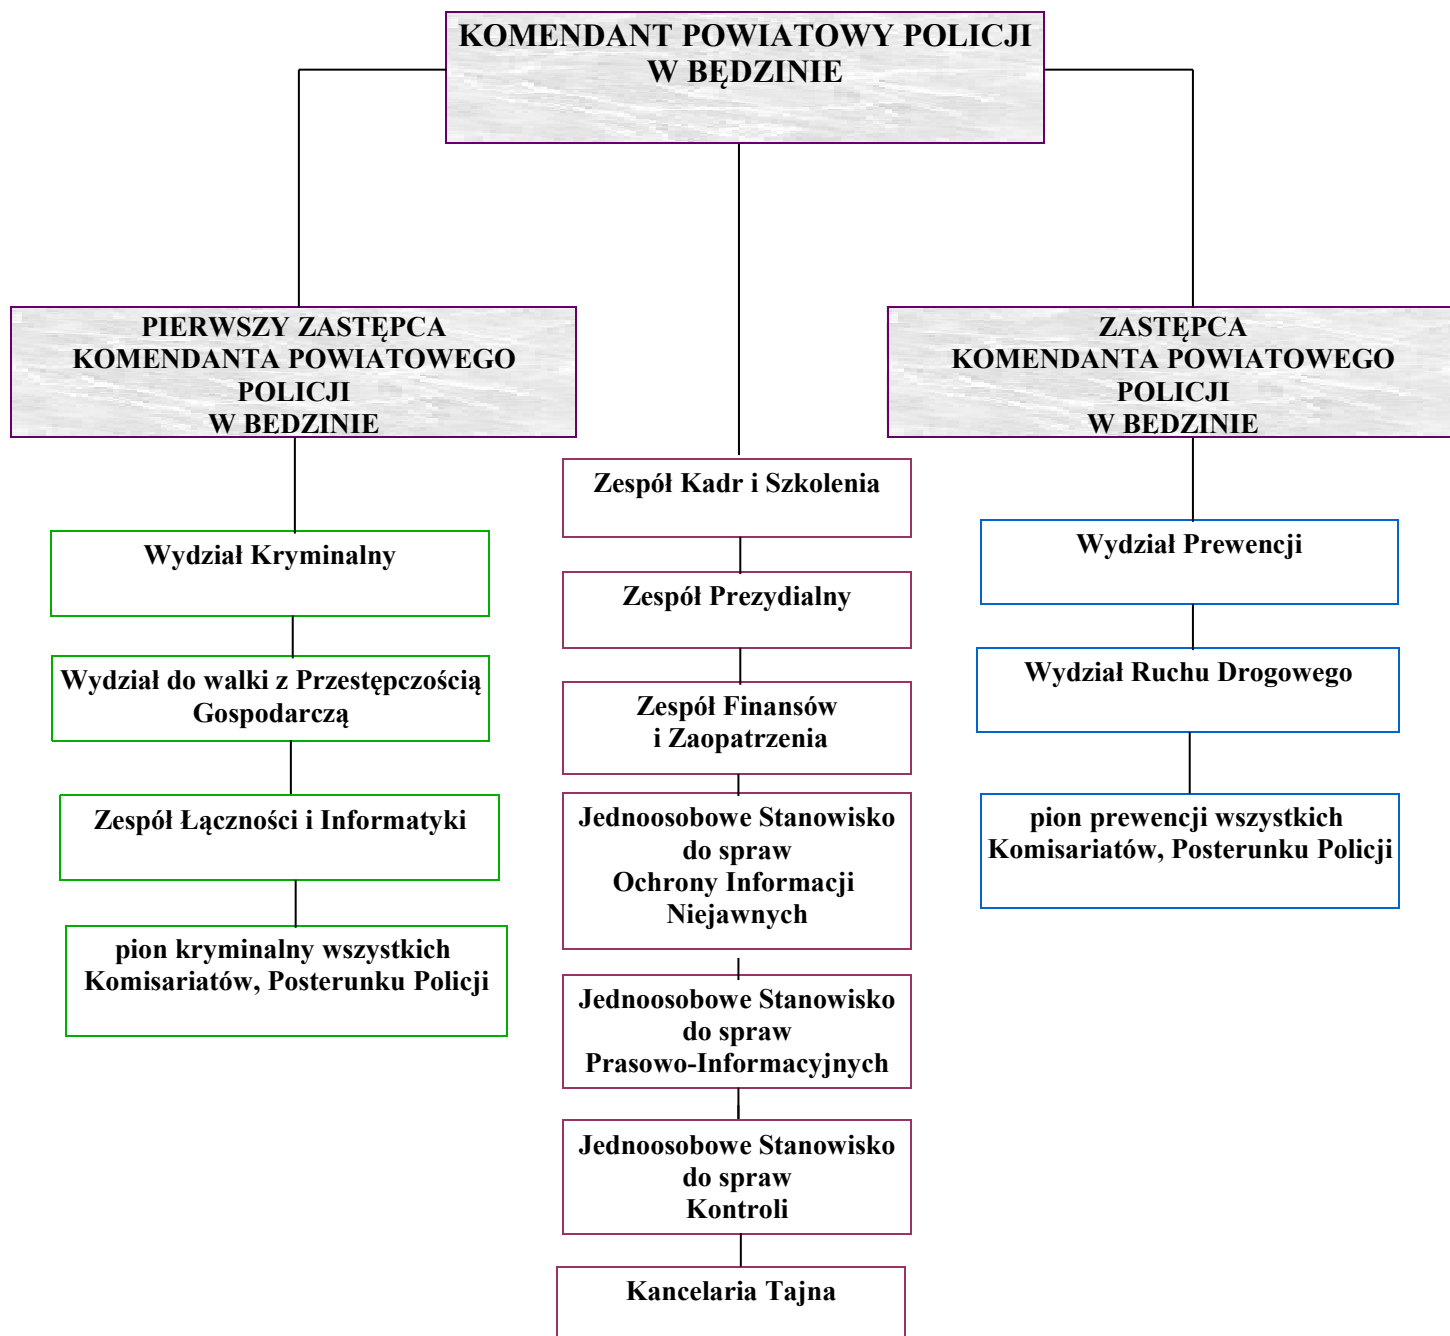 KOMENDANT POWIATOWY POLICJI
W BĘDZINIE
PIERWSZY ZASTĘPCA
KOMENDANTA POWIATOWEGO
POLICJI
W BĘDZINIE
ZASTĘPCA
KOMENDANTA POWIATOWEGO
POLICJI
W BĘDZINIE
Wydział Kryminalny
Wydział do walki z Przestępczością
Gospodarczą
Zespół Łączności i Informatyki
pion kryminalny wszystkich
Komisariatów, Posterunku Policji
Zespół Kadr i Szkolenia
Zespół Prezydialny
Zespół Finansów
i Zaopatrzenia
Jednoosobowe Stanowisko
do spraw
Ochrony Informacji
Niejawnych
Jednoosobowe Stanowisko
do spraw
Prasowo-Informacyjnych
Jednoosobowe Stanowisko
do spraw
Kontroli
Kancelaria Tajna
Wydział Prewencji
Wydział Ruchu Drogowego
pion prewencji wszystkich
Komisariatów, Posterunku Policji